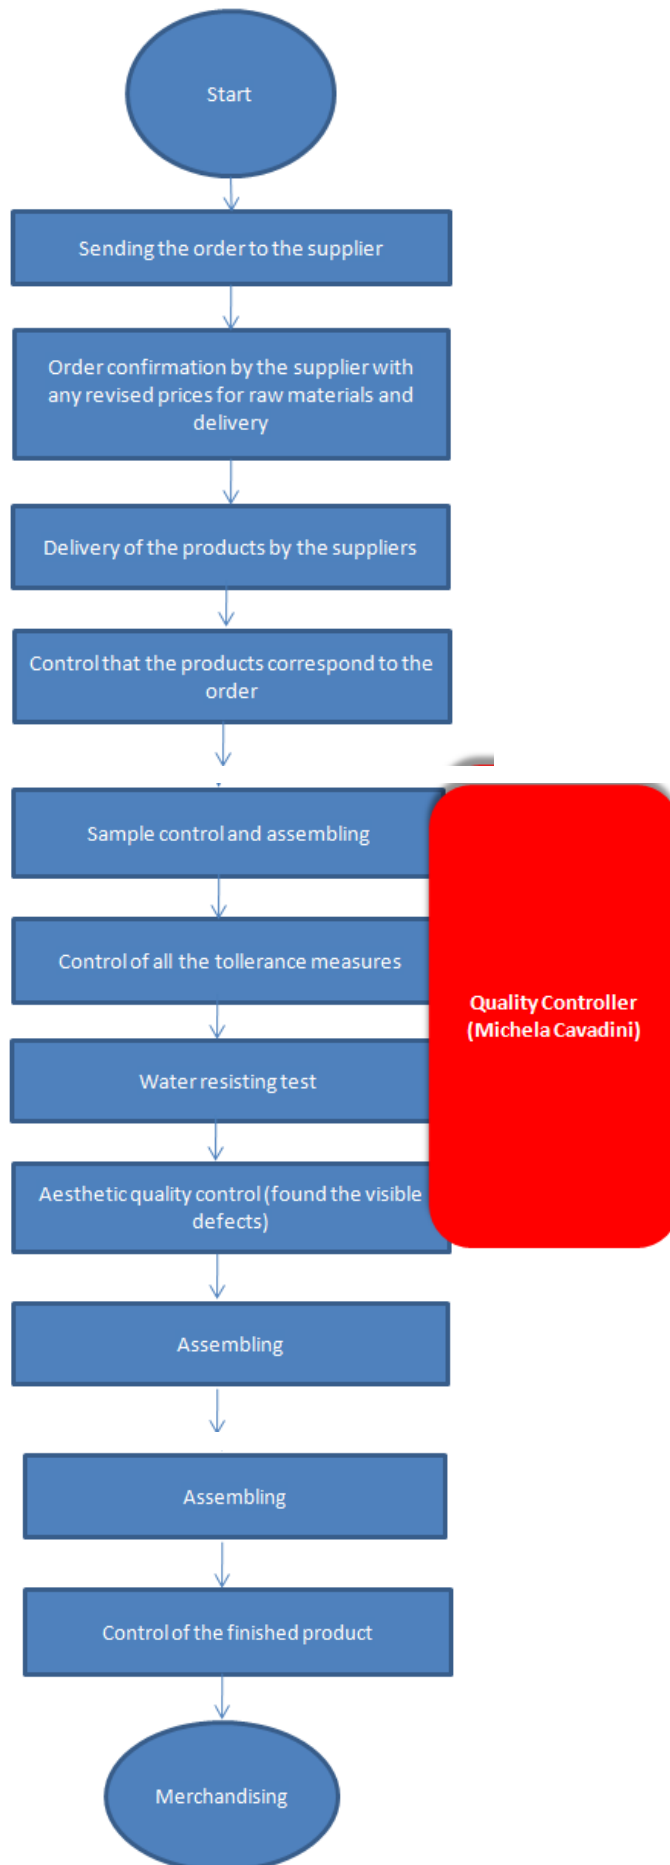 Start
Sending the order to the supplier
Order confirmation by the supplier with
any revised prices for raw materials and
delivery
Delivery of the products by the suppliers
Control that the products correspond to the
order
Sample control and assembling
Control of all the tollerance measures
Quality Controller
(Michela Cavadini)
Water resisting test
Aesthetic quality control (found the visible
defects)
Assembling
Assembling
Control of the finished product
Merchandising